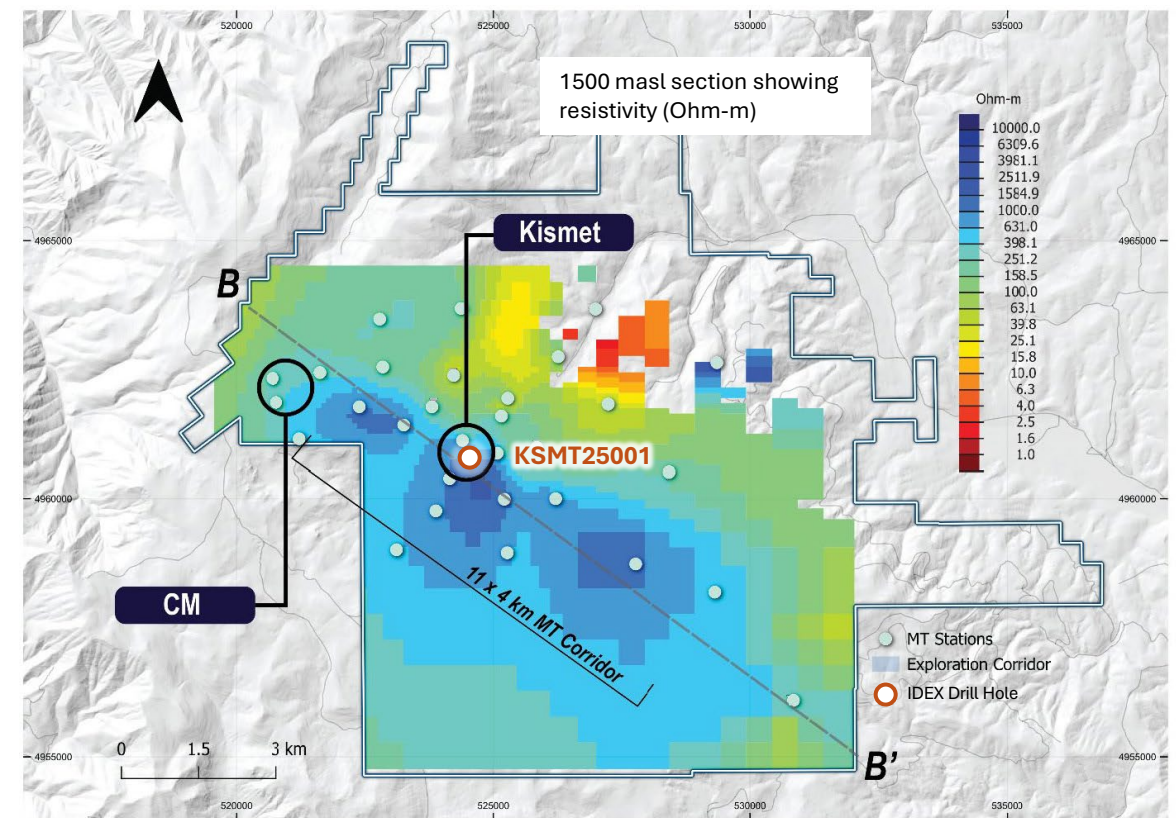 520000
525000
530000
535000
1500 masl section showing
resistivity (Ohm-m)
Ohm-m
10000.0
6309.6
3981.1
2511.9
1584.9
1000.0
631.0
398.1
251.2
158.5
100.0
63.1
39.8
25.1
15.8
10.0
6.3
4.0
2.5
1.6
1.0
4965000
4965000
Kismet
B
KSMT25001
4960000
4960000
11 x 4 km MT Corridor
CM
MT Stations
Exploration Corridor
IDEX Drill Hole
0 1.5 3 km
4955000
4955000
B'
520000
525000
530000
535000